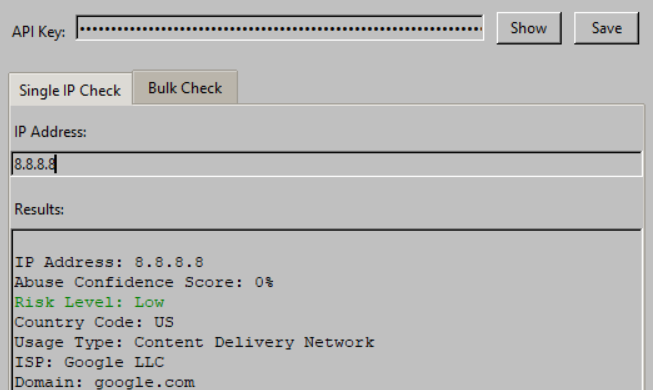 API Key: Show Save
Single IP Check Bulk Check
IP Address:
8.8.8.8
Results:
IP Address: 8.8.8.8
Abuse Confidence Score: 0%
Risk Level: Low
Country Code: US
Usage Type: Content Delivery Network
ISP: Google LLC
Domain: google.com